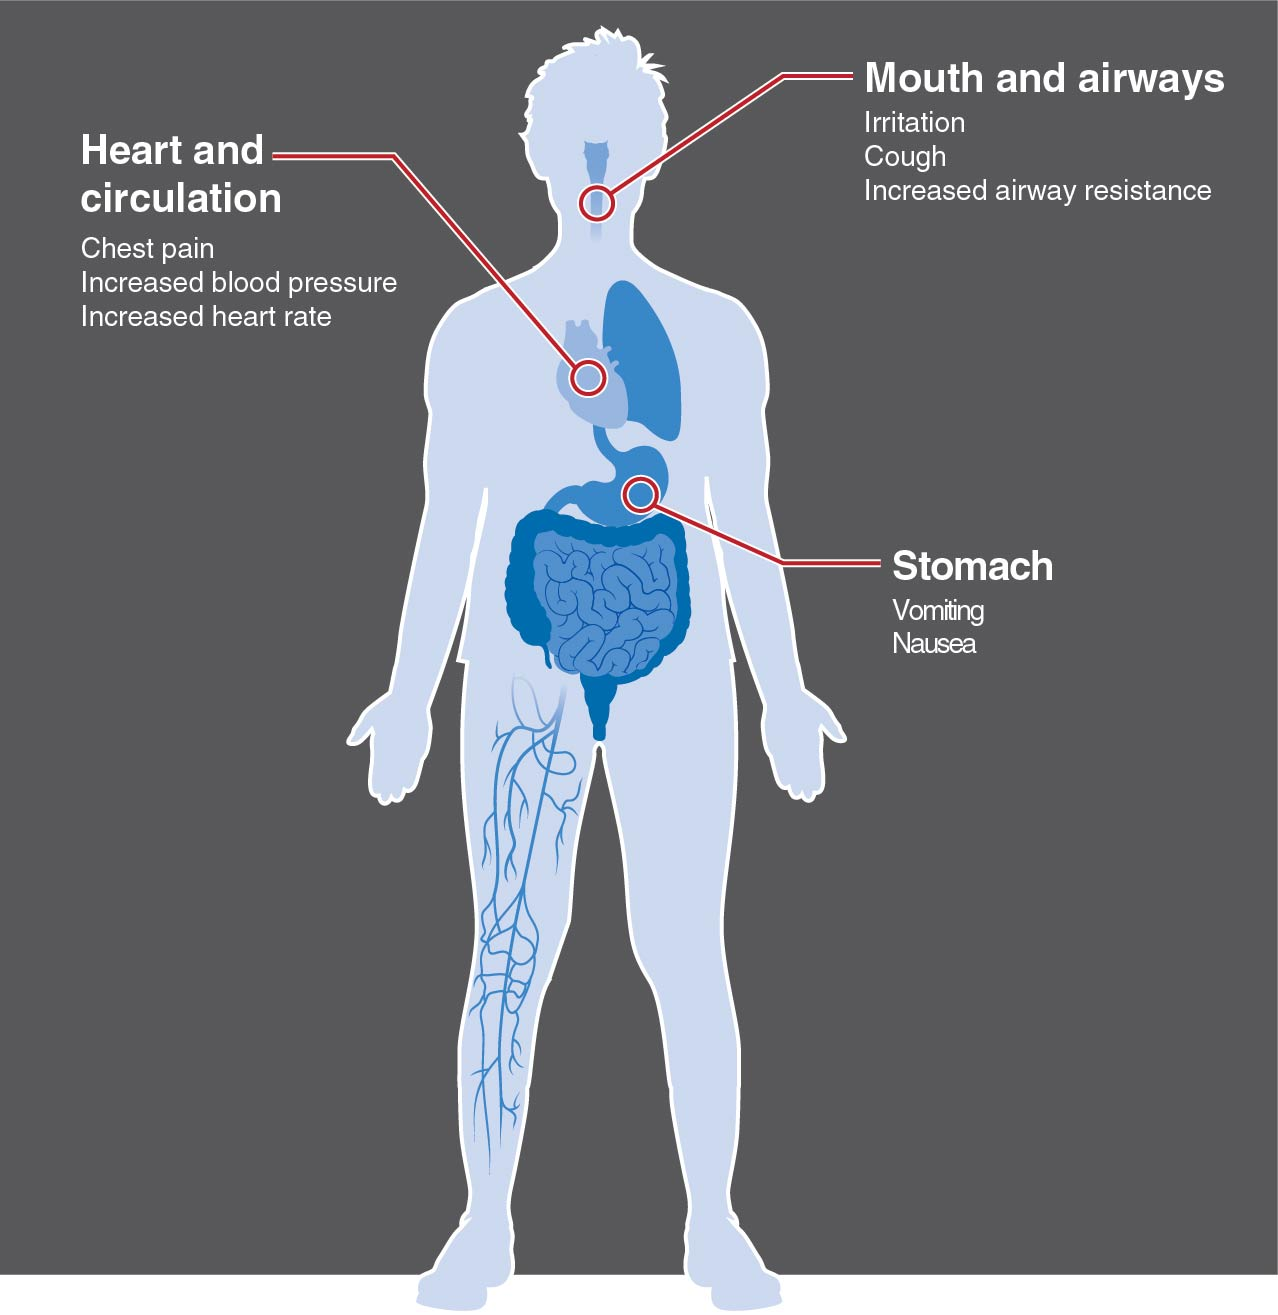 Mouth and airways
Irritation
Cough
Increased airway resistance
Heart and
circulation
Chest pain
Increased blood pressure
Increased heart rate
Stomach
Vomiting
Nausea